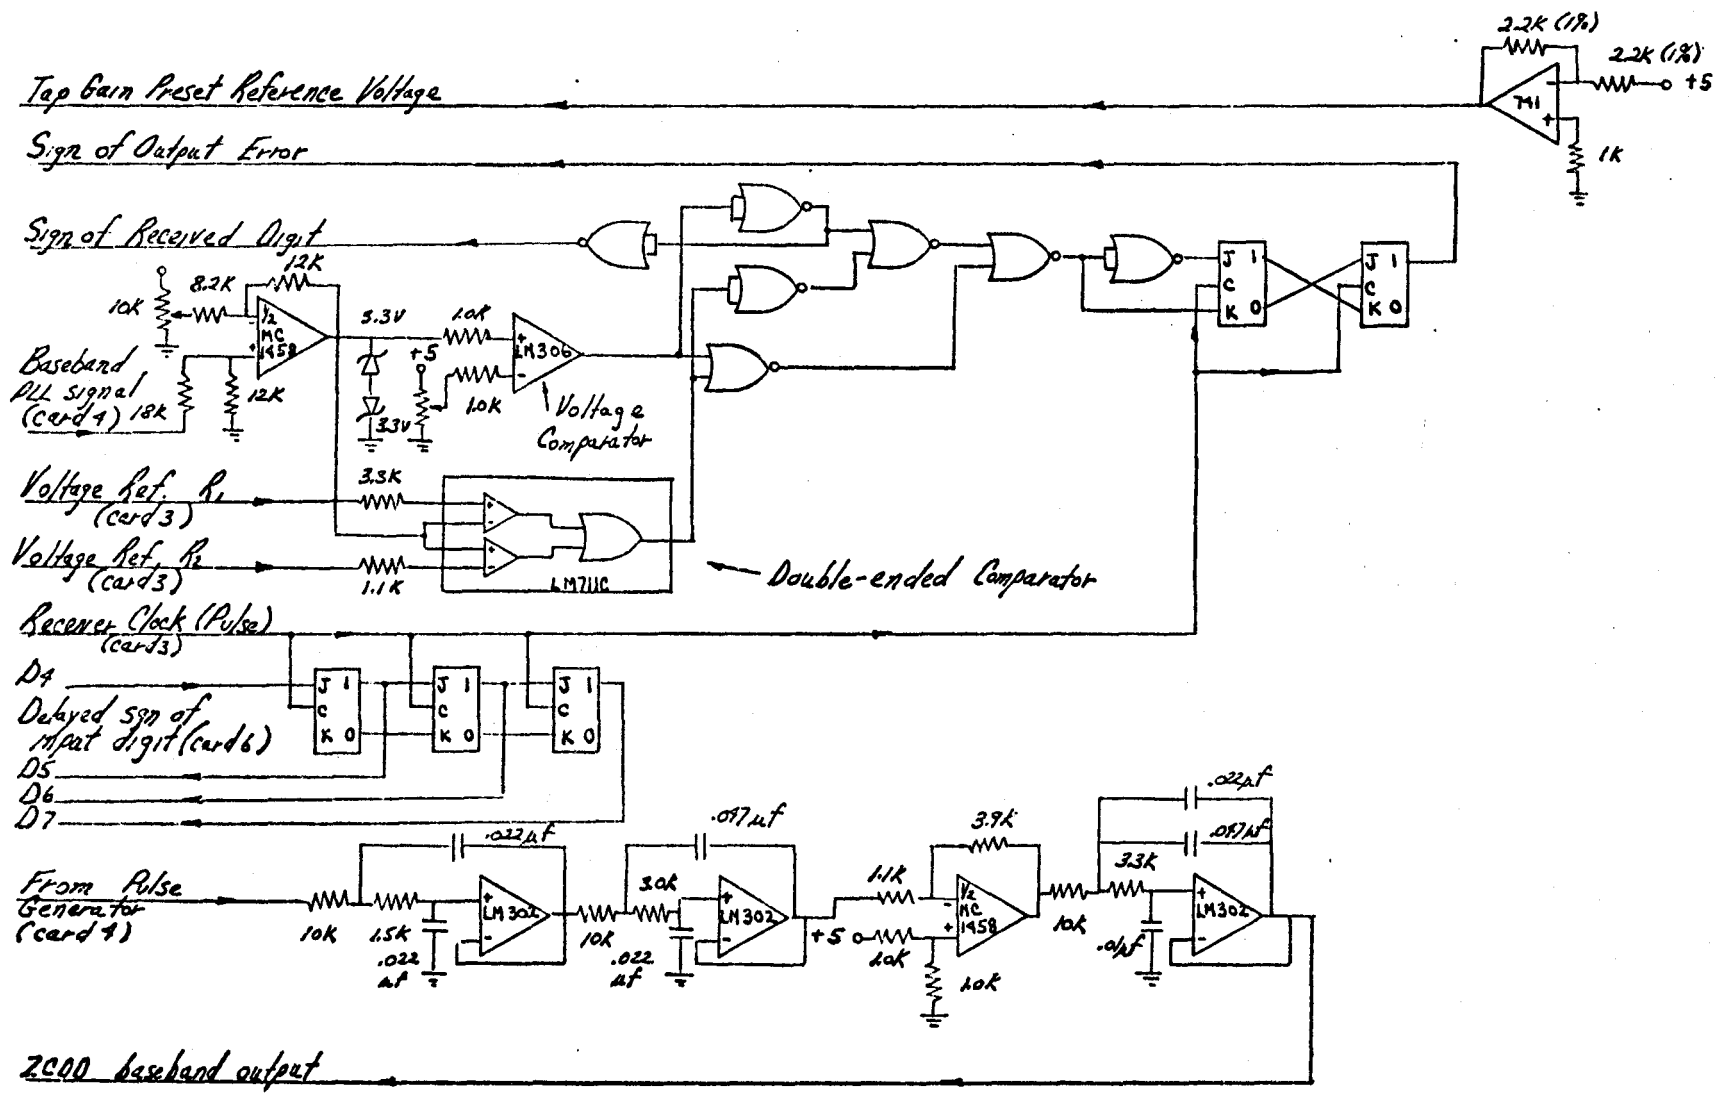 2.2K (1%)
2.2K (1%)
+5
Tap Gain Preset Reference Voltage
-
741
+
1K
Sign of Output Error
Sign of Received Digit
12K
8.2K
10K
-
1/2
MC
1458
+
3.3V
+5
1.0K
+
LM306
-
J 1
C
K 0
J 1
C
K 0
Baseband
PLL signal
(card 4)
18K
12K
3.3V
1.0K
Voltage
Comparator
Voltage Ref. R1
(card 3)
3.3K
+
-
Voltage Ref. R2
(card 3)
+
-
1.1K
LM711C
Double-ended Comparator
Receiver Clock (Pulse)
(card 3)
D4
J 1
C
K 0
J 1
C
K 0
J 1
C
K 0
Delayed sgn of
input digit (card 6)
D5
D6
D7
.022µf
.047µf
3.9K
.022µf
.047µf
From Pulse
Generator
(card 4)
10K
1.5K
.022
µf
+
LM302
-
10K
3.0K
.022
µf
+
LM302
-
1.1K
+5
1.0K
-
1/2
MC
1458
+
1.0K
10K
3.3K
.01µf
+
LM302
-
ZCDD baseband output